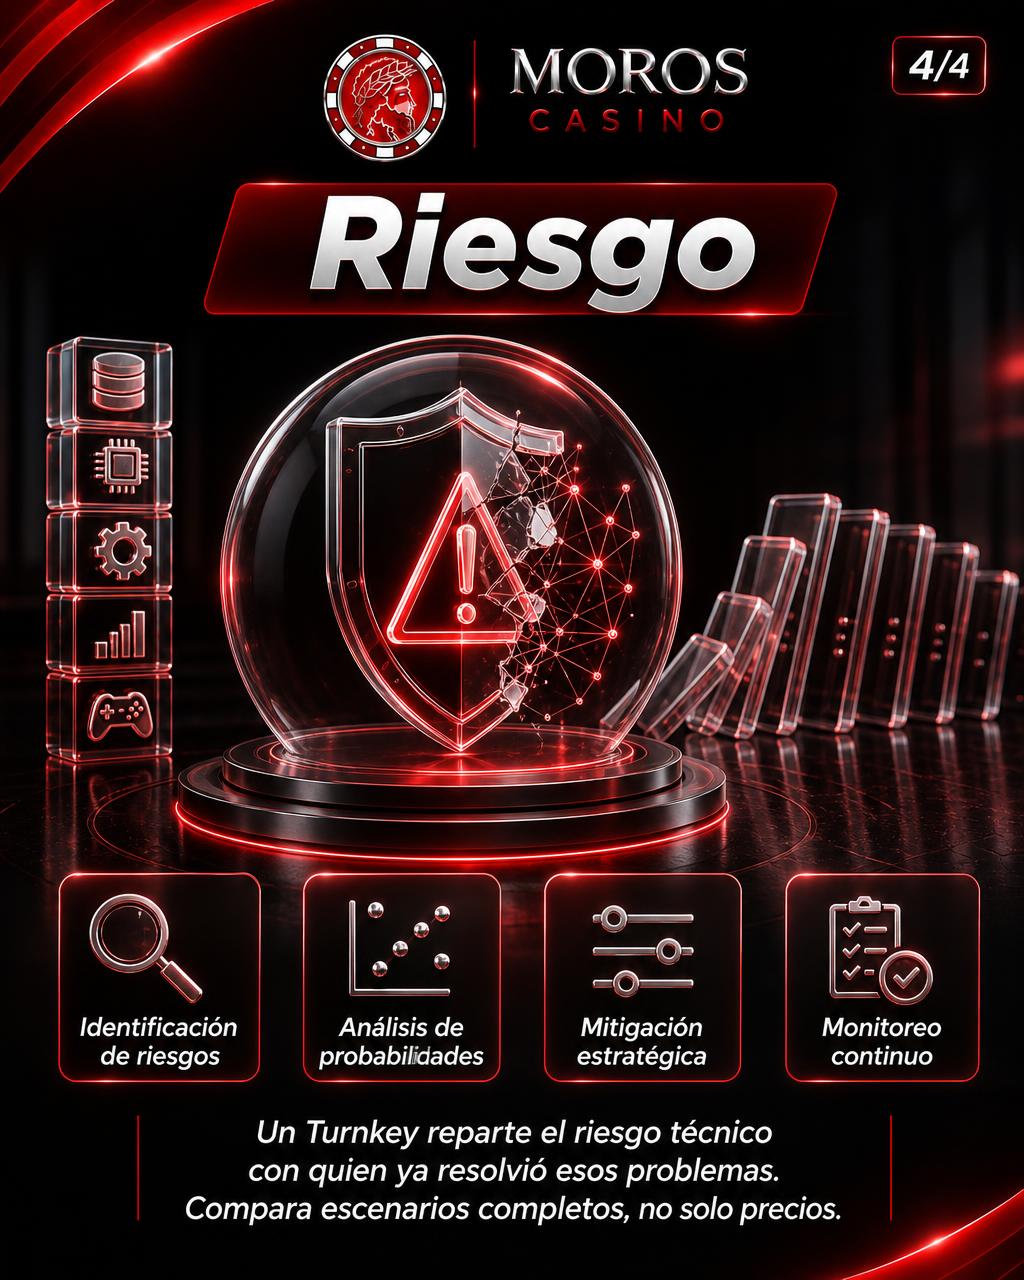 MOROS
CASINO
4/4
Riesgo
Identificación
de riesgos
Análisis de
probabilidades
Mitigación
estratégica
Monitoreo
continuo
Un Turnkey reparte el riesgo técnico
con quien ya resolvió esos problemas.
Compara escenarios completos, no solo precios.